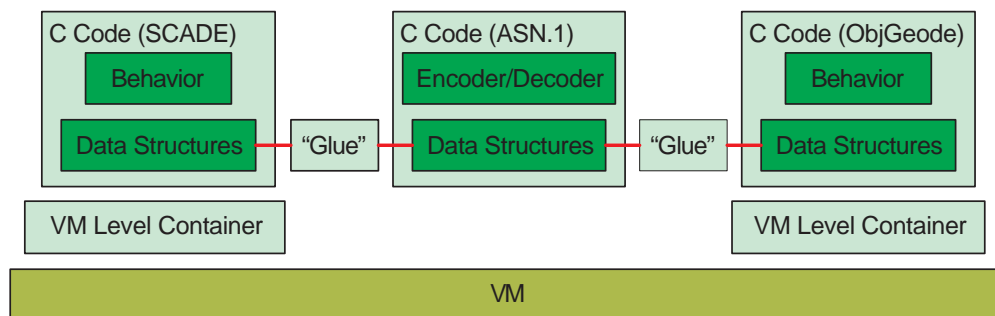 C Code (SCADE)
Behavior
Data Structures
“Glue”
C Code (ASN.1)
Encoder/Decoder
Data Structures
“Glue”
C Code (ObjGeode)
Behavior
Data Structures
VM Level Container
VM Level Container
VM